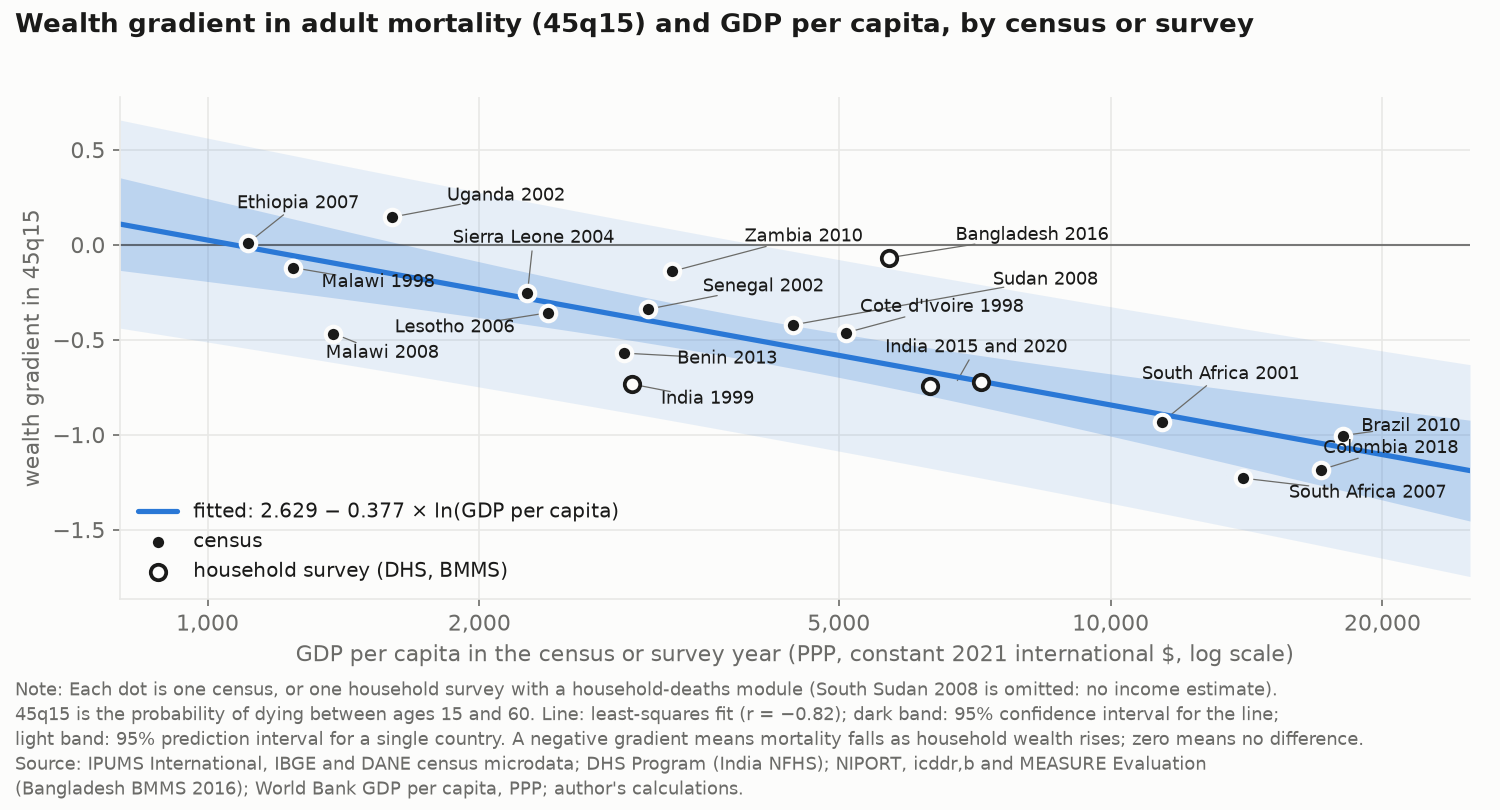 Wealth gradient in adult mortality (45q15) and GDP per capita, by census or survey
0.5
0.0
−0.5
−1.0
−1.5
wealth gradient in 45q15
Ethiopia 2007
Uganda 2002
Sierra Leone 2004
Zambia 2010
Bangladesh 2016
Malawi 1998
Senegal 2002
Sudan 2008
Cote d'Ivoire 1998
Lesotho 2006
Malawi 2008
Benin 2013
India 2015 and 2020
India 1999
South Africa 2001
Brazil 2010
Colombia 2018
South Africa 2007
fitted: 2.629 − 0.377 × ln(GDP per capita)
census
household survey (DHS, BMMS)
1,000
2,000
5,000
10,000
20,000
GDP per capita in the census or survey year (PPP, constant 2021 international $, log scale)
Note: Each dot is one census, or one household survey with a household-deaths module (South Sudan 2008 is omitted: no income estimate).
45q15 is the probability of dying between ages 15 and 60. Line: least-squares fit (r = −0.82); dark band: 95% confidence interval for the line;
light band: 95% prediction interval for a single country. A negative gradient means mortality falls as household wealth rises; zero means no difference.
Source: IPUMS International, IBGE and DANE census microdata; DHS Program (India NFHS); NIPORT, icddr,b and MEASURE Evaluation
(Bangladesh BMMS 2016); World Bank GDP per capita, PPP; author's calculations.